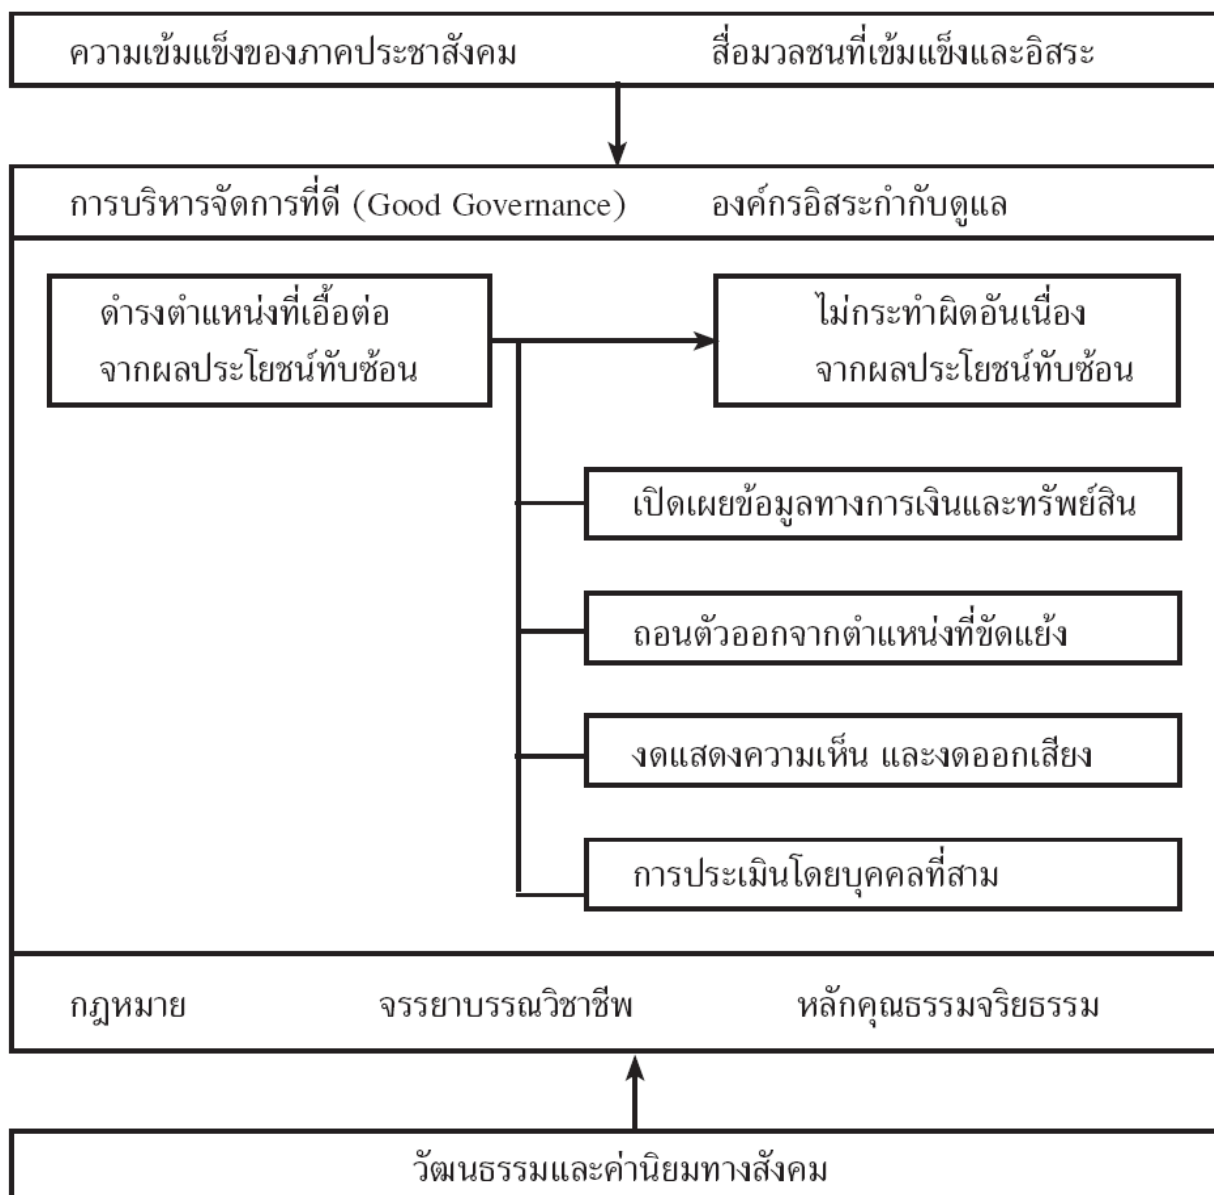 ความเข้มแข็งของภาคประชาสังคม สื่อมวลชนที่เข้มแข็งและอิสระ
การบริหารจัดการที่ดี (Good Governance) องค์กรอิสระกำกับดูแล
ดำรงตำแหน่งที่เอื้อต่อ
จากผลประโยชน์ทับซ้อน
ไม่กระทำผิดอันเนื่อง
จากผลประโยชน์ทับซ้อน
เปิดเผยข้อมูลทางการเงินและทรัพย์สิน
ถอนตัวออกจากตำแหน่งที่ขัดแย้ง
งดแสดงความเห็น และงดออกเสียง
การประเมินโดยบุคคลที่สาม
กฎหมาย จรรยาบรรณวิชาชีพ หลักคุณธรรมจริยธรรม
วัฒนธรรมและค่านิยมทางสังคม